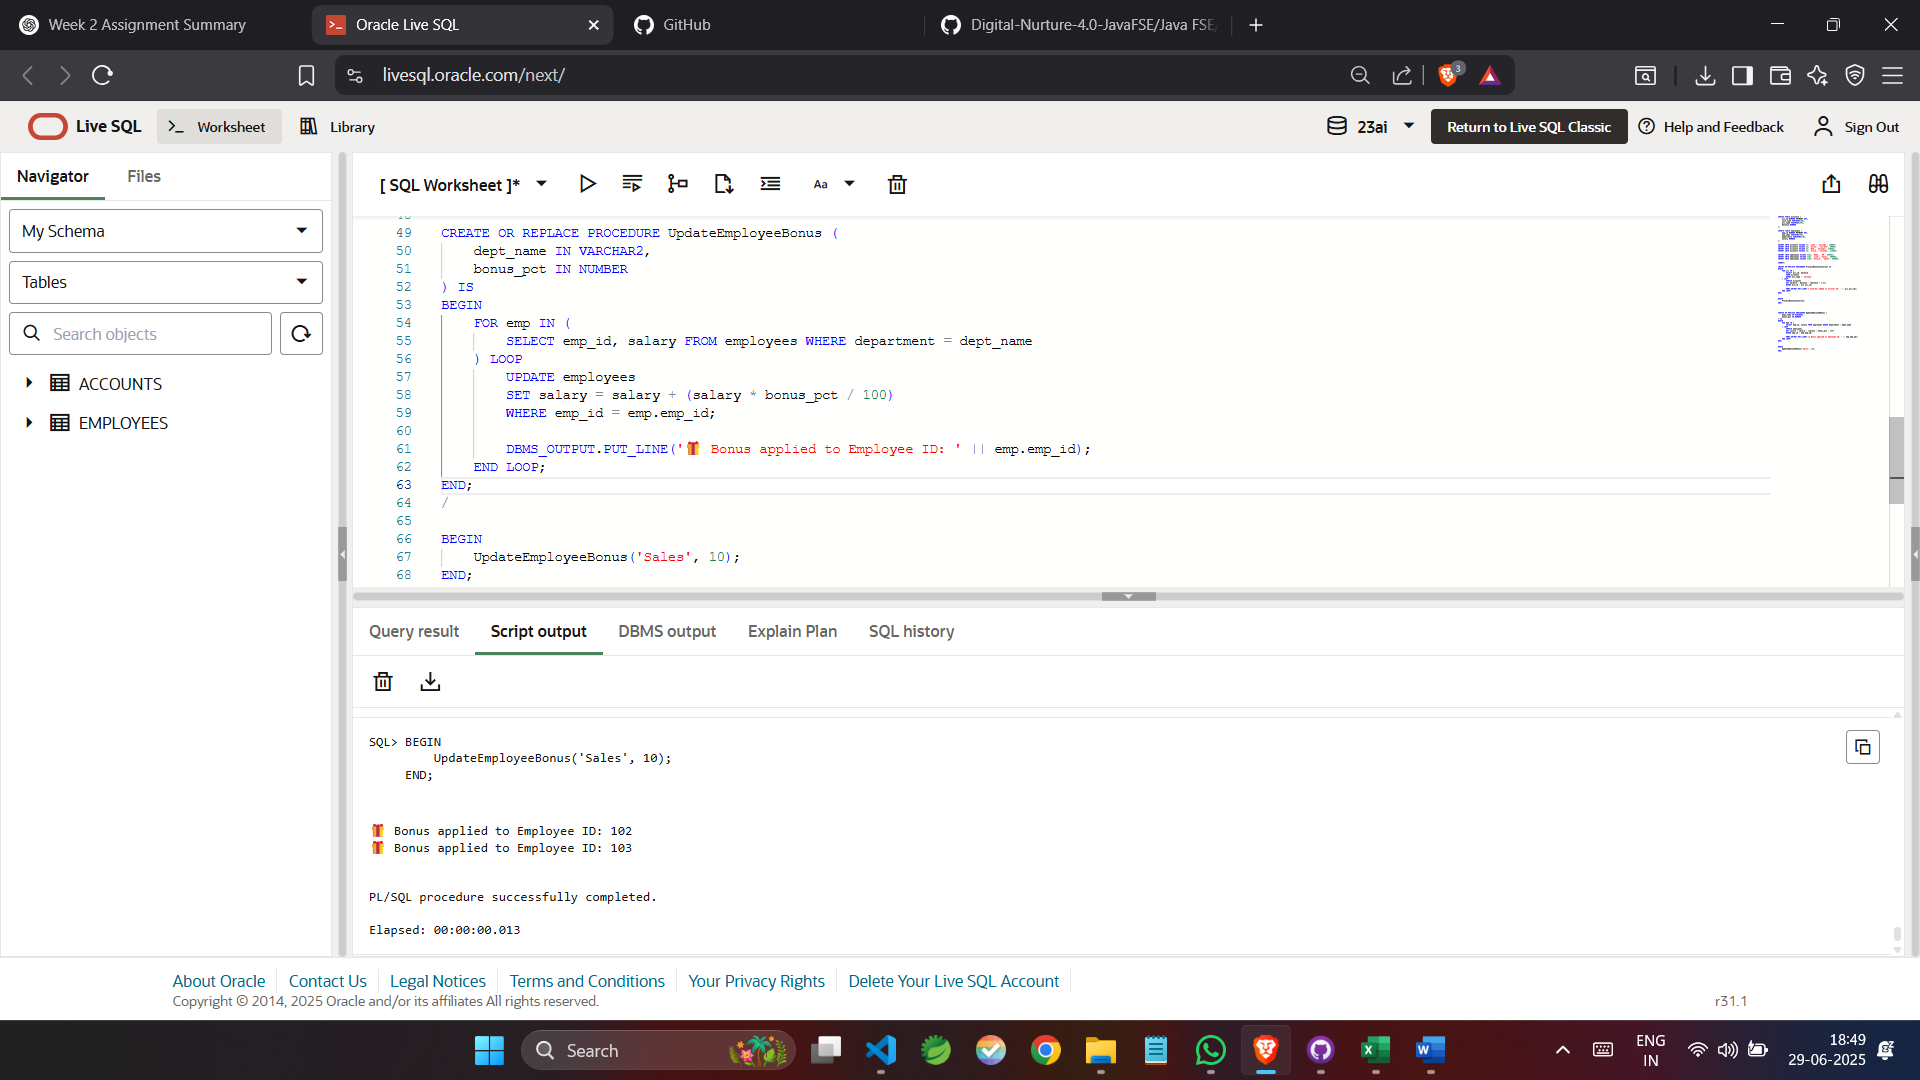 Week 2 Assignment Summary
Oracle Live SQL
GitHub
Digital-Nurture-4.0-JavaFSE/Java FSE/
livesql.oracle.com/next/
3
Live SQL
Worksheet
Library
23ai
Return to Live SQL Classic
Help and Feedback
Sign Out
Navigator
Files
My Schema
Tables
Search objects
ACCOUNTS
EMPLOYEES
[ SQL Worksheet ]*
Aa
49 CREATE OR REPLACE PROCEDURE UpdateEmployeeBonus (
50 dept_name IN VARCHAR2,
51 bonus_pct IN NUMBER
52 ) IS
53 BEGIN
54 FOR emp IN (
55 SELECT emp_id, salary FROM employees WHERE department = dept_name
56 ) LOOP
57 UPDATE employees
58 SET salary = salary + (salary * bonus_pct / 100)
59 WHERE emp_id = emp.emp_id;
60
61 DBMS_OUTPUT.PUT_LINE('🎁 Bonus applied to Employee ID: ' || emp.emp_id);
62 END LOOP;
63 END;
64 /
65
66 BEGIN
67 UpdateEmployeeBonus('Sales', 10);
68 END;
Query result
Script output
DBMS output
Explain Plan
SQL history
SQL> BEGIN
UpdateEmployeeBonus('Sales', 10);
END;
🎁 Bonus applied to Employee ID: 102
🎁 Bonus applied to Employee ID: 103
PL/SQL procedure successfully completed.
Elapsed: 00:00:00.013
About Oracle
Contact Us
Legal Notices
Terms and Conditions
Your Privacy Rights
Delete Your Live SQL Account
Copyright © 2014, 2025 Oracle and/or its affiliates All rights reserved.
r31.1
Search
ENG
IN
18:49
29-06-2025